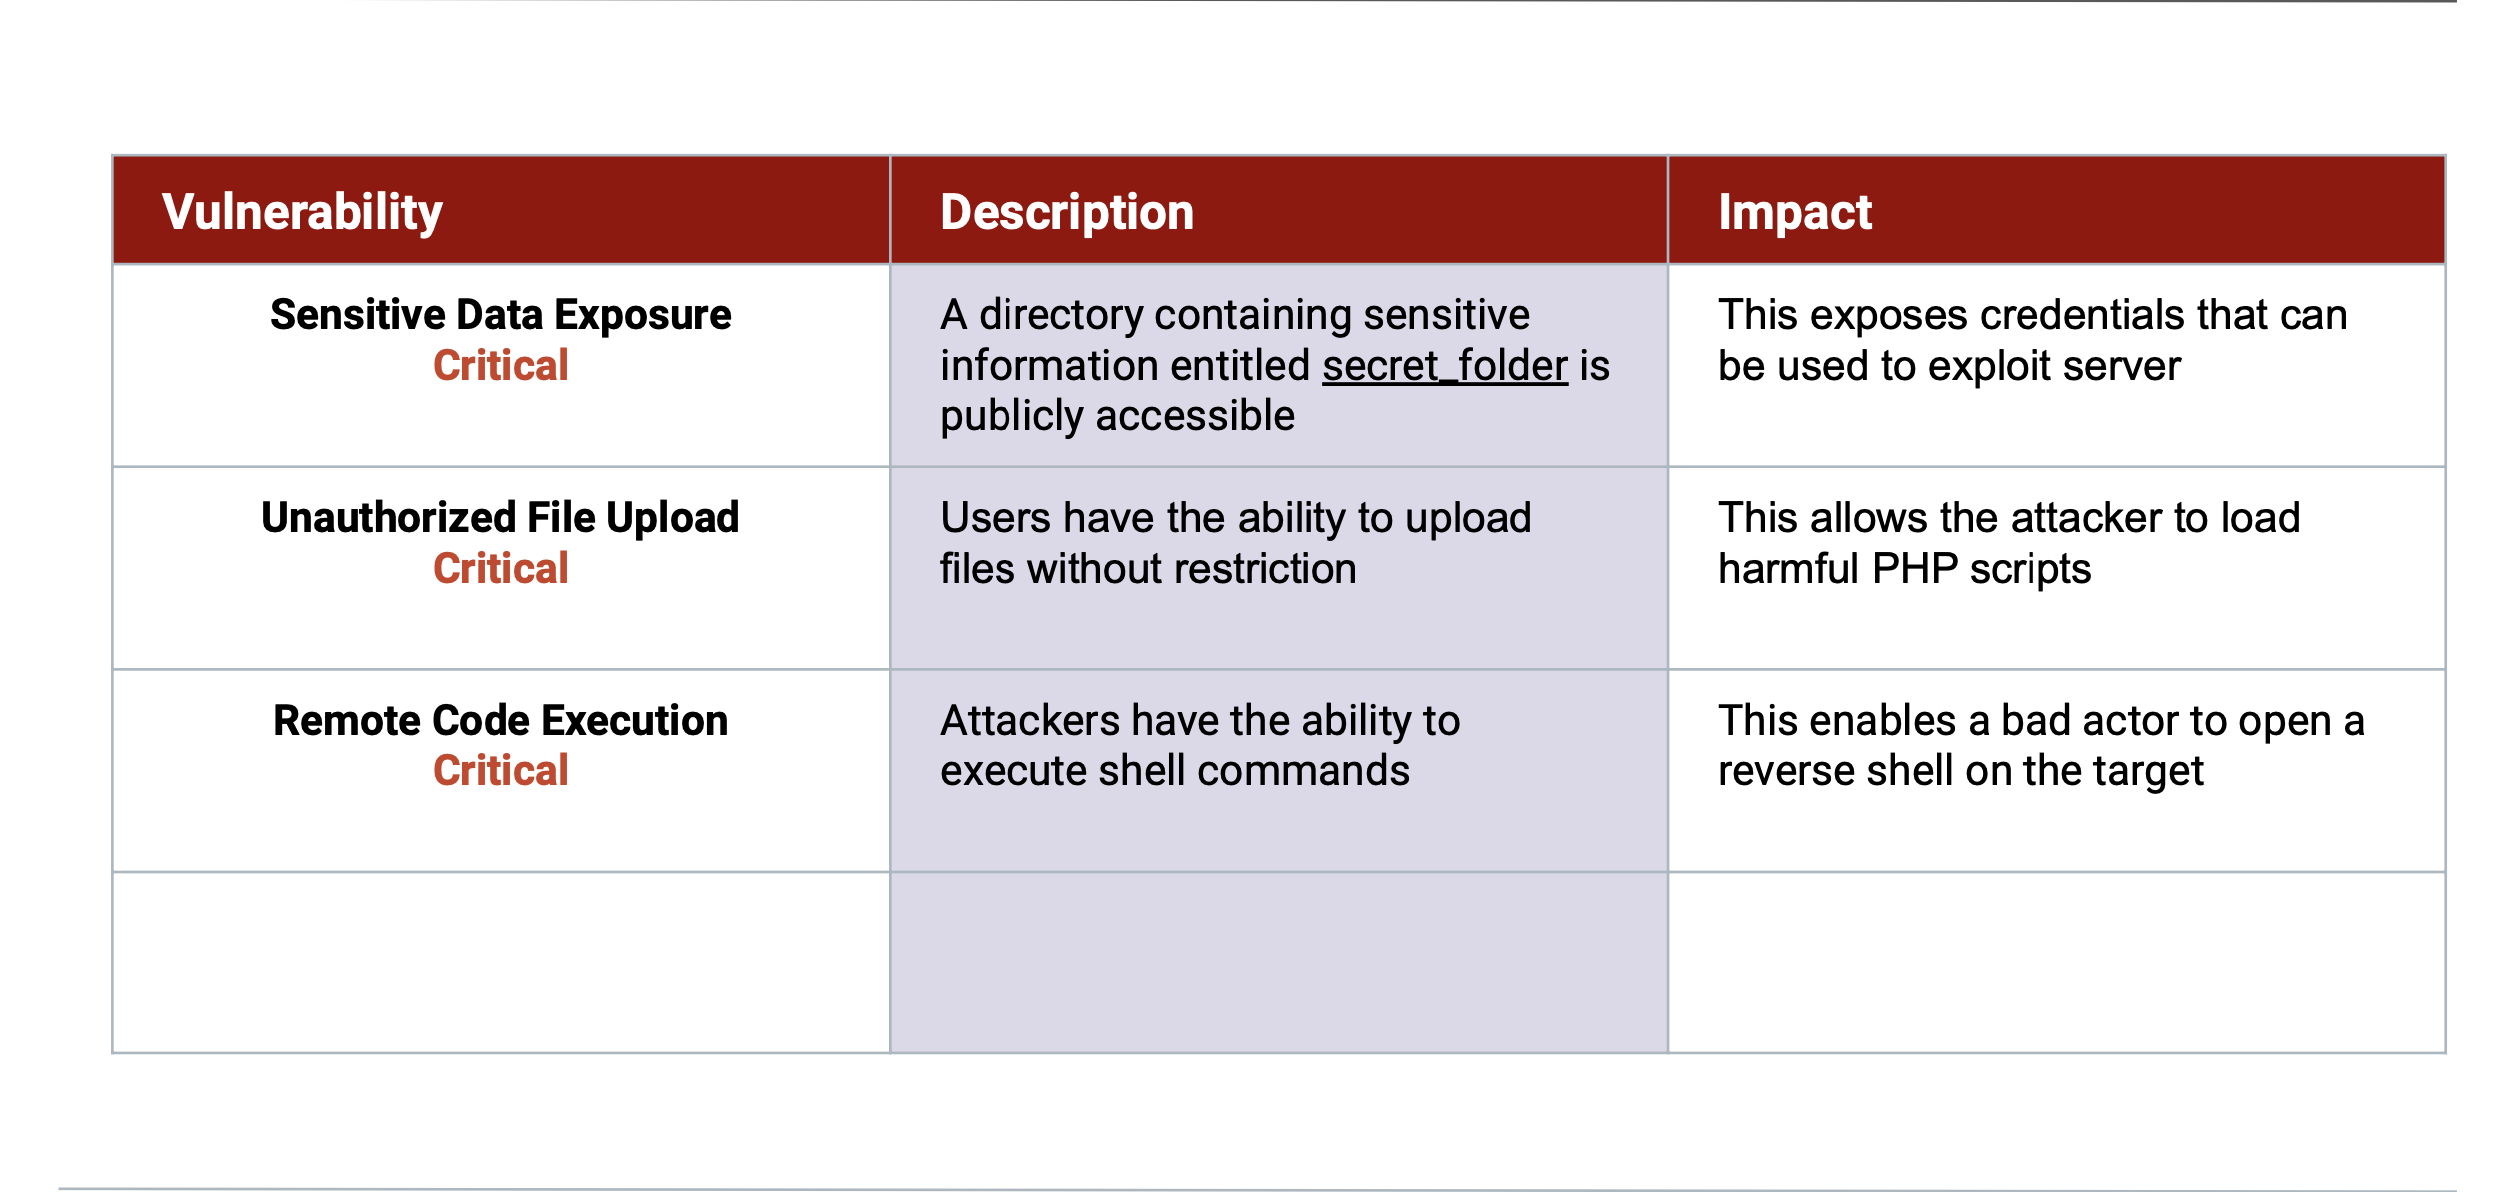 Vulnerability Description Impact
Sensitive Data Exposure
Critical
A directory containing sensitive
information entitled secret_folder is
publicly accessible
This exposes credentials that can
be used to exploit server
Unauthorized File Upload
Critical
Users have the ability to upload
files without restriction
This allows the attacker to load
harmful PHP scripts
Remote Code Execution
Critical
Attackers have the ability to
execute shell commands
This enables a bad actor to open a
reverse shell on the target